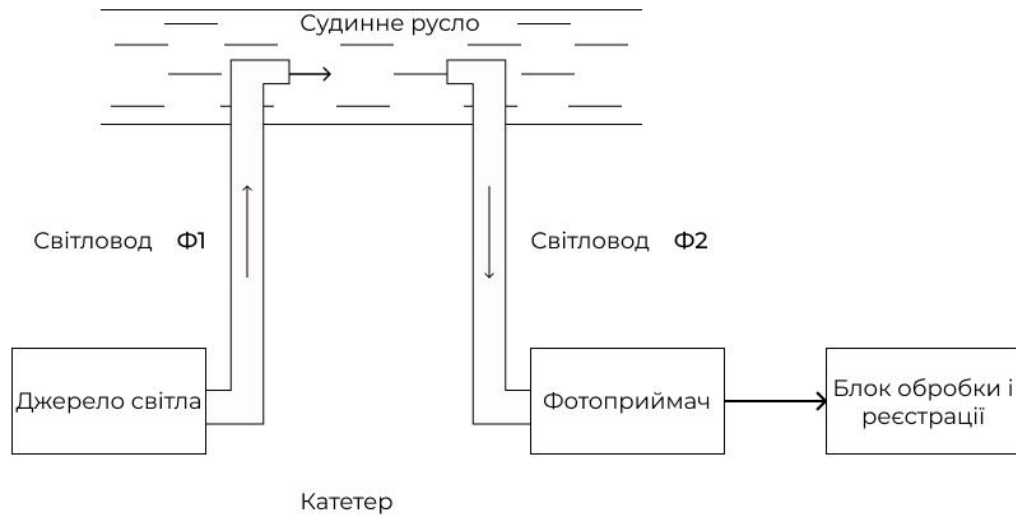 Судинне русло
Світловод Ф1
Світловод Ф2
Джерело світла
Фотоприймач
Блок обробки і
реєстрації
Катетер